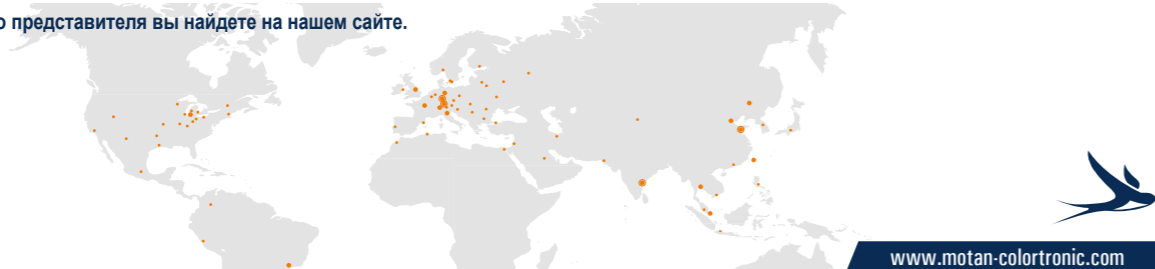 о представителя вы найдете на нашем сайте.
www.motan-colortronic.com